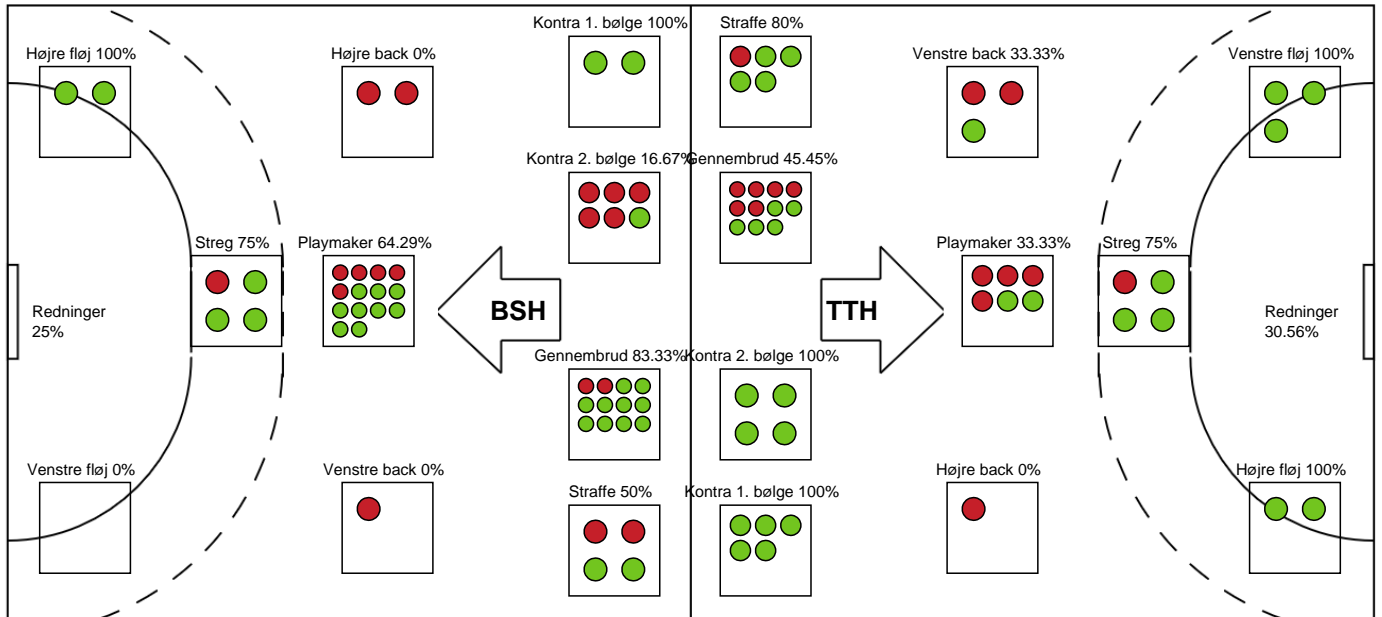 Kontra 1. bølge 100%
Straffe 80%
Højre fløj 100%
Højre back 0%
Venstre back 33.33%
Venstre fløj 100%
Kontra 2. bølge 16.67%
Gennembrud 45.45%
Streg 75%
Playmaker 64.29%
Playmaker 33.33%
Streg 75%
Redninger
25%
BSH
TTH
Redninger
30.56%
Gennembrud 83.33%
Kontra 2. bølge 100%
Venstre fløj 0%
Venstre back 0%
Straffe 50%
Kontra 1. bølge 100%
Højre back 0%
Højre fløj 100%